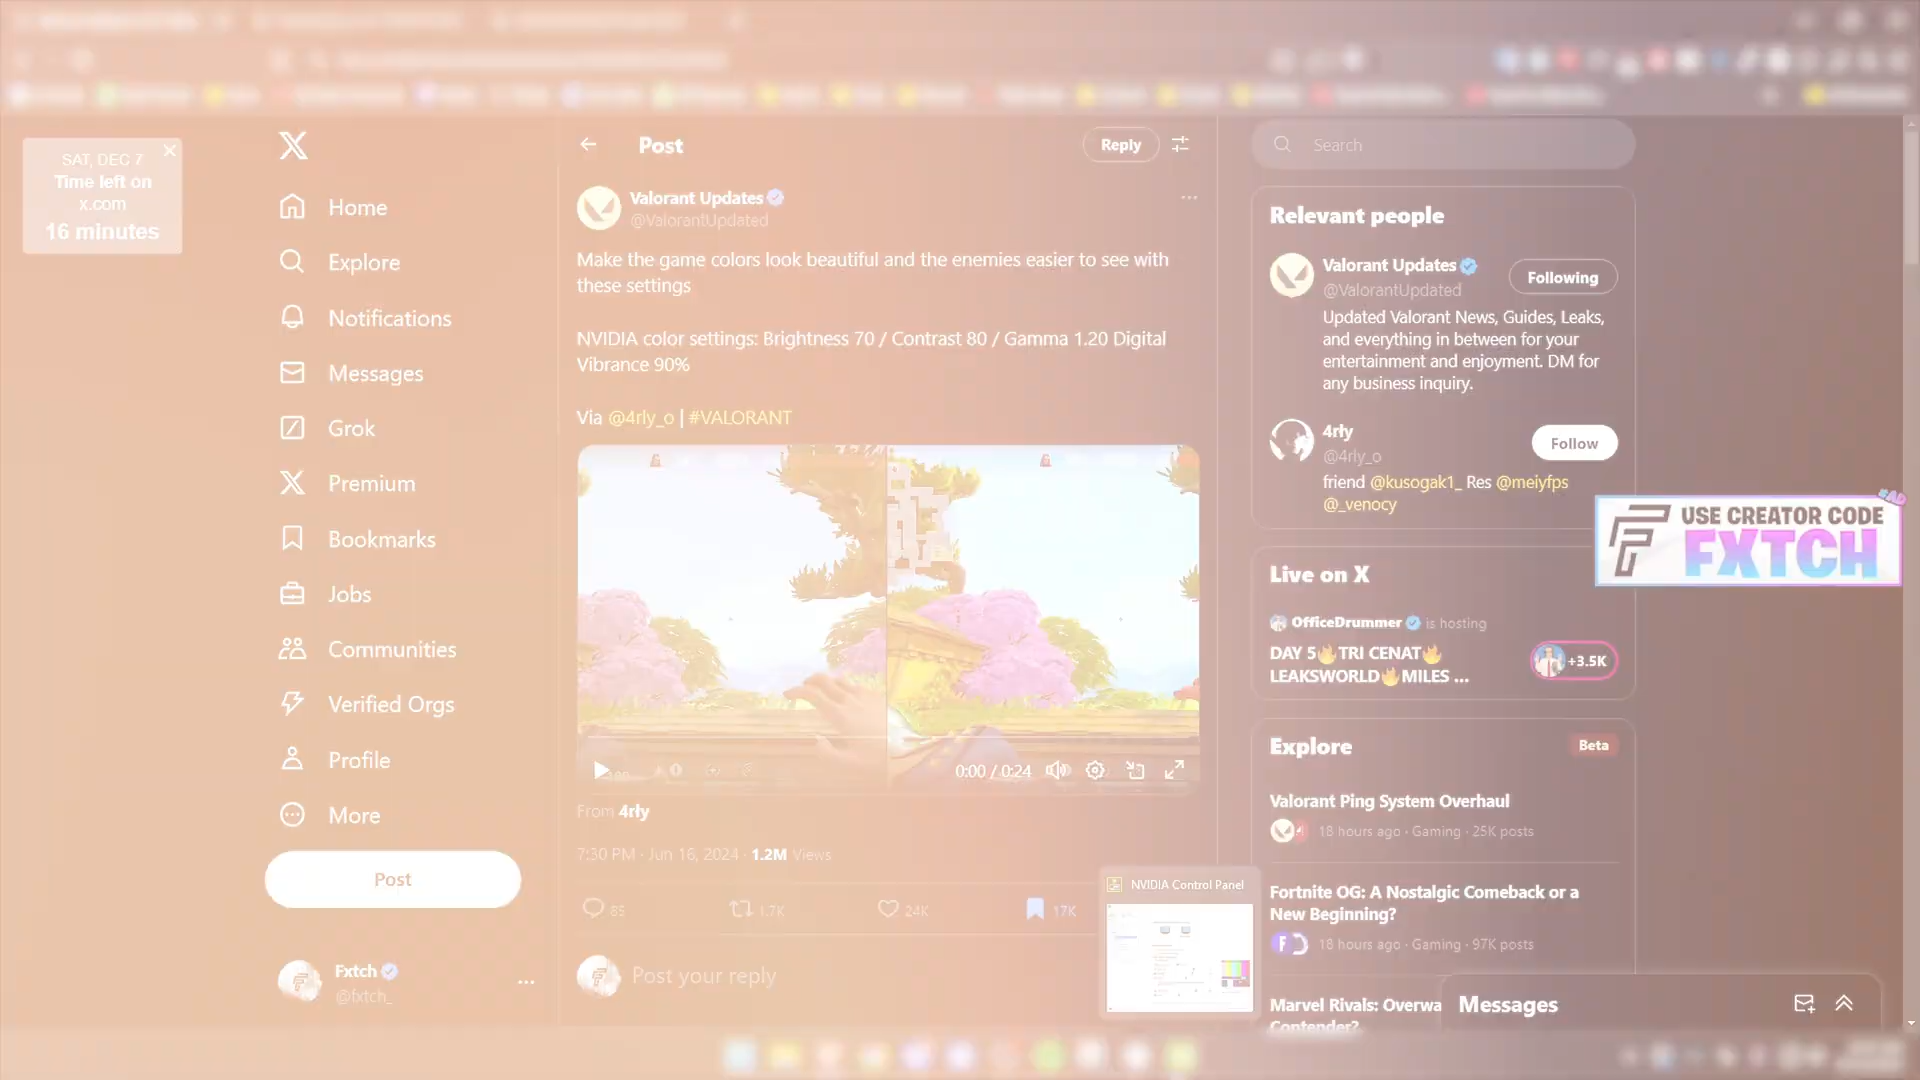 SAT, DEC 7
Time left on
x.com
16 minutes
Home
Explore
Notifications
Messages
Grok
Premium
Bookmarks
Jobs
Communities
Verified Orgs
Profile
More
Post
Fxtch
@fxtch_
Post
Reply
Valorant Updates
@ValorantUpdated
Make the game colors look beautiful and the enemies easier to see with
these settings
NVIDIA color settings: Brightness 70 / Contrast 80 / Gamma 1.20 Digital
Vibrance 90%
Via @4rly_o | #VALORANT
0:00 / 0:24
From 4rly
7:30 PM · Jun 16, 2024 · 1.2M Views
85
1.7K
24K
17K
Post your reply
NVIDIA Control Panel
Search
Relevant people
Valorant Updates
@ValorantUpdated
Following
Updated Valorant News, Guides, Leaks,
and everything in between for your
entertainment and enjoyment. DM for
any business inquiry.
4rly
@4rly_o
Follow
friend @kusogak1_ Res @meiyfps
@_venocy
#AD
USE CREATOR CODE
FXTCH
Live on X
OfficeDrummer is hosting
DAY 5🔥TRI CENAT🔥
LEAKSWORLD🔥MILES ...
+3.5K
Explore
Beta
Valorant Ping System Overhaul
18 hours ago · Gaming · 25K posts
Fortnite OG: A Nostalgic Comeback or a
New Beginning?
18 hours ago · Gaming · 97K posts
Marvel Rivals: Overwa
Contender?
Messages